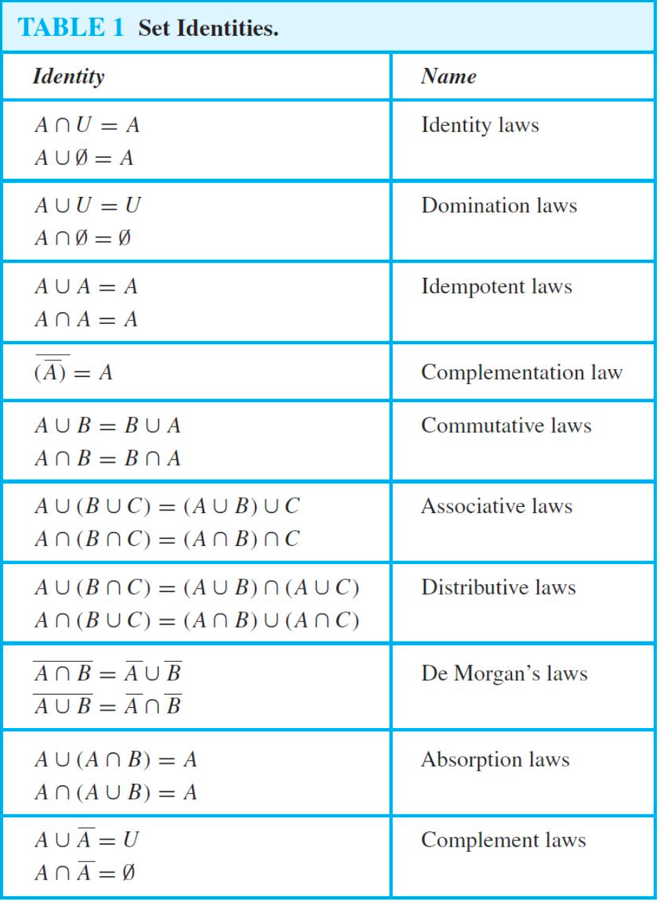 TABLE 1 Set Identities.
Identity Name
A ∩ U = A Identity laws
A ∪ Ø = A
A ∪ U = U Domination laws
A ∩ Ø = Ø
A ∪ A = A Idempotent laws
A ∩ A = A
(A̅)̅ = A Complementation law
A ∪ B = B ∪ A Commutative laws
A ∩ B = B ∩ A
A ∪ (B ∪ C) = (A ∪ B) ∪ C Associative laws
A ∩ (B ∩ C) = (A ∩ B) ∩ C
A ∪ (B ∩ C) = (A ∪ B) ∩ (A ∪ C) Distributive laws
A ∩ (B ∪ C) = (A ∩ B) ∪ (A ∩ C)
A̅ ̅∩̅ ̅B̅ = A̅ ∪ B̅ De Morgan’s laws
A̅ ̅∪̅ ̅B̅ = A̅ ∩ B̅
A ∪ (A ∩ B) = A Absorption laws
A ∩ (A ∪ B) = A
A ∪ A̅ = U Complement laws
A ∩ A̅ = Ø